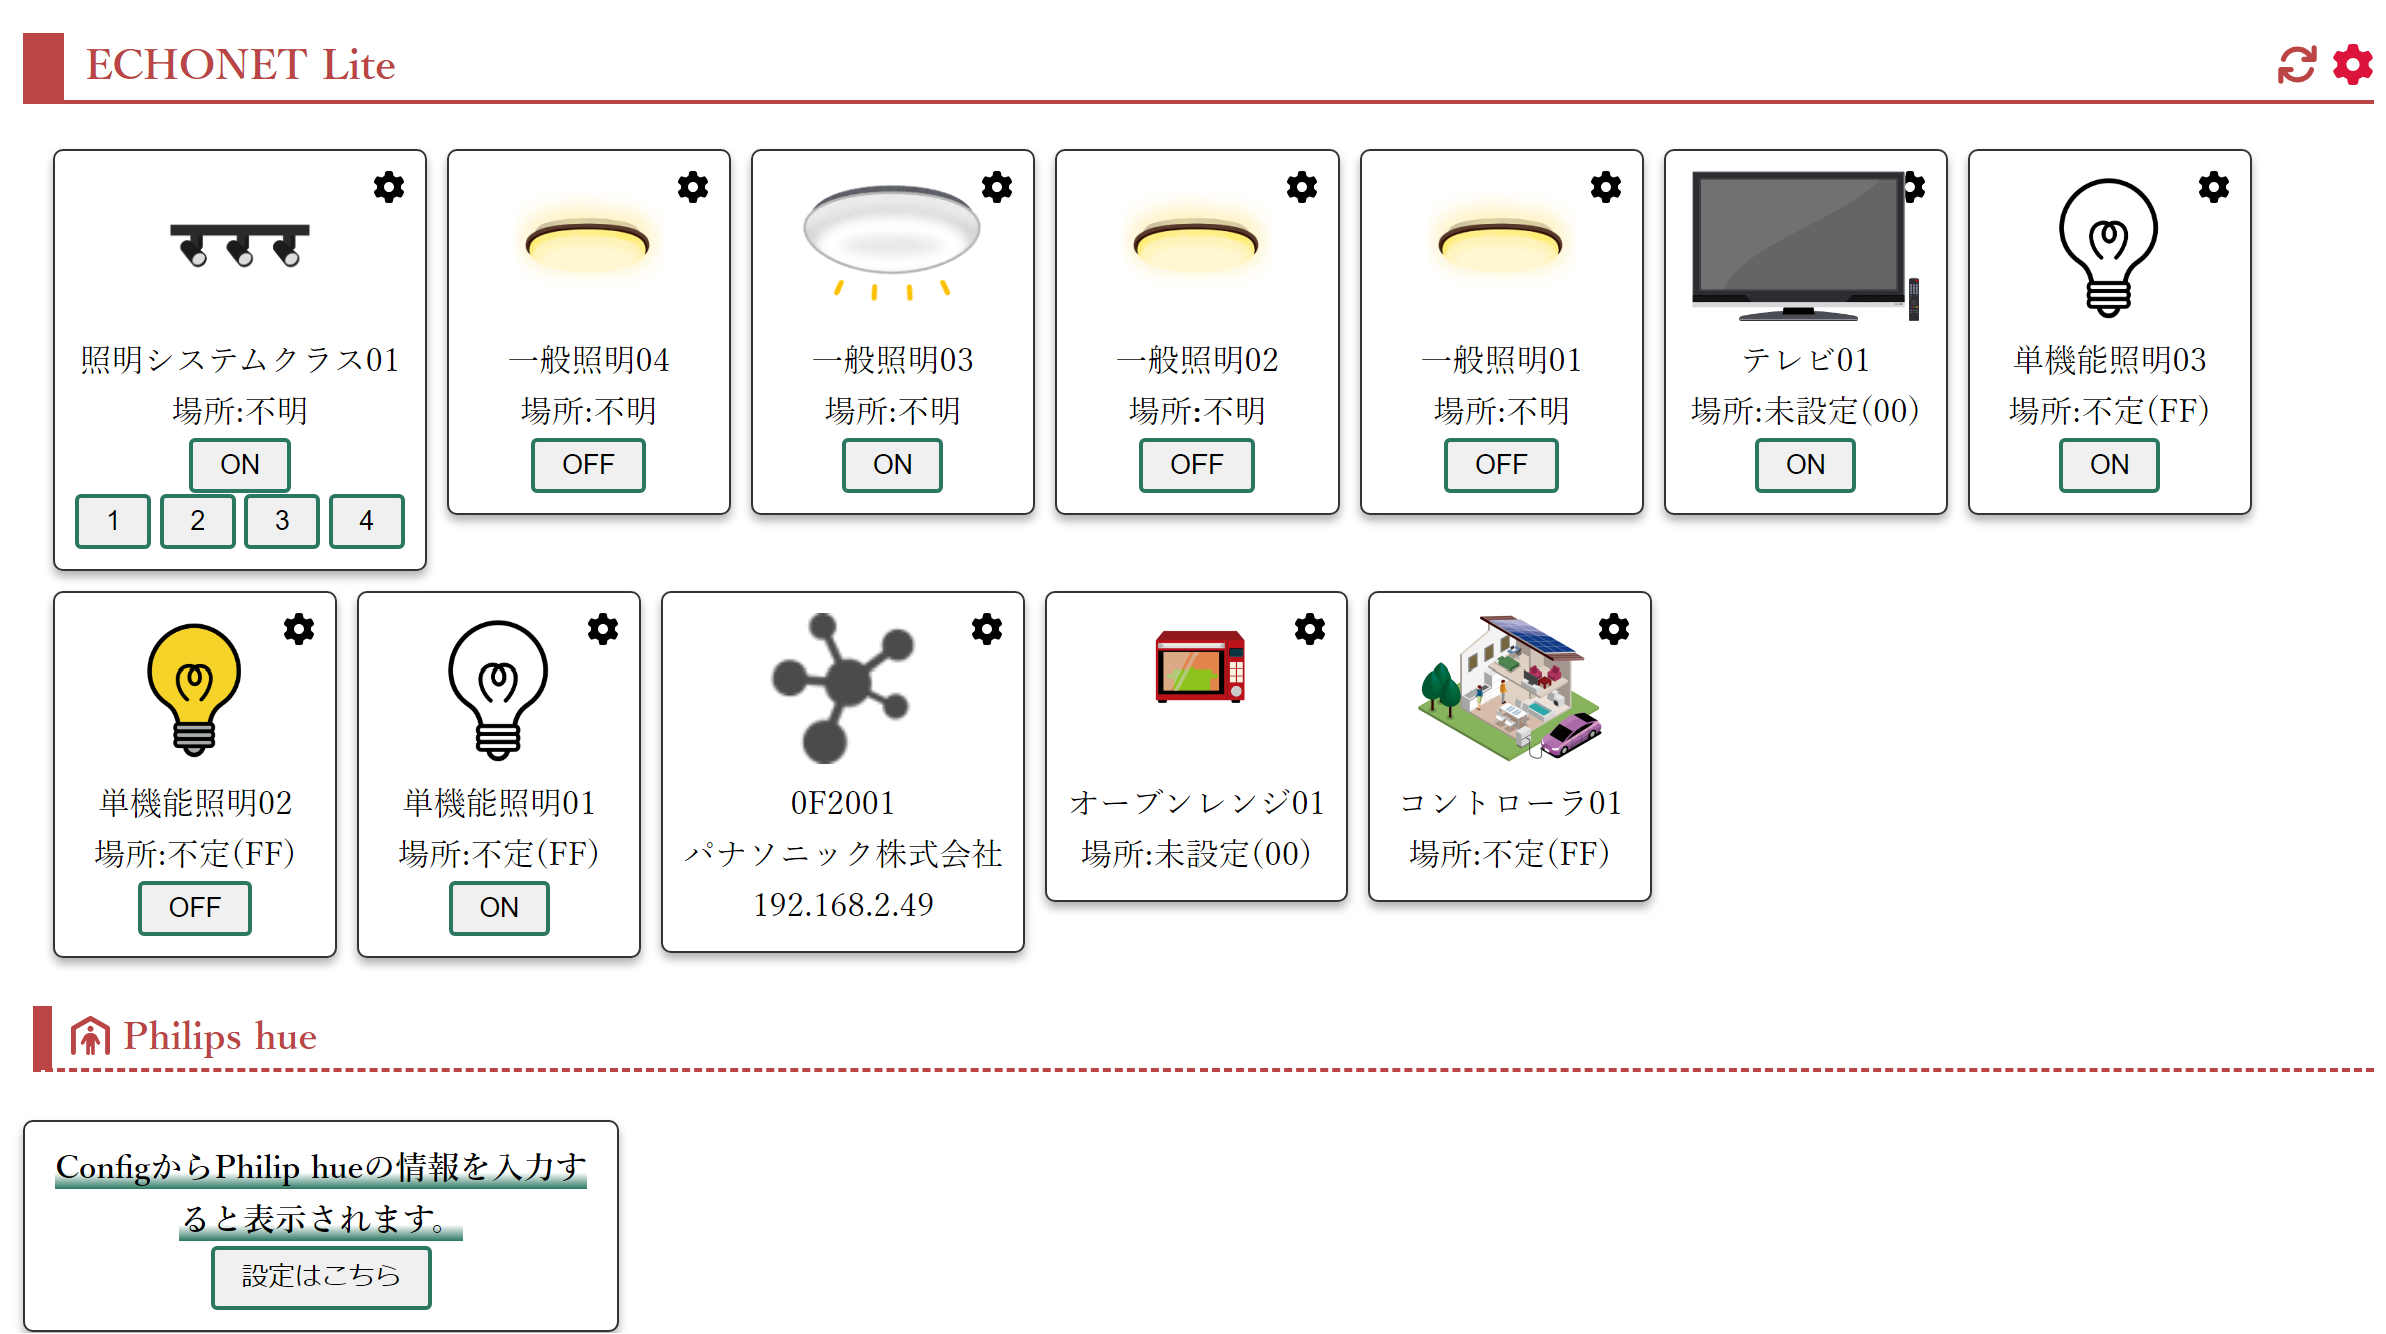 ECHONET Lite
照明システムクラス01
場所:不明
ON
1 2 3 4
一般照明04
場所:不明
OFF
一般照明03
場所:不明
ON
一般照明02
場所:不明
OFF
一般照明01
場所:不明
OFF
テレビ01
場所:未設定(00)
ON
単機能照明03
場所:不定(FF)
ON
単機能照明02
場所:不定(FF)
OFF
単機能照明01
場所:不定(FF)
ON
0F2001
パナソニック株式会社
192.168.2.49
オーブンレンジ01
場所:未設定(00)
コントローラ01
場所:不定(FF)
Philips hue
ConfigからPhilip hueの情報を入力す
ると表示されます。
設定はこちら